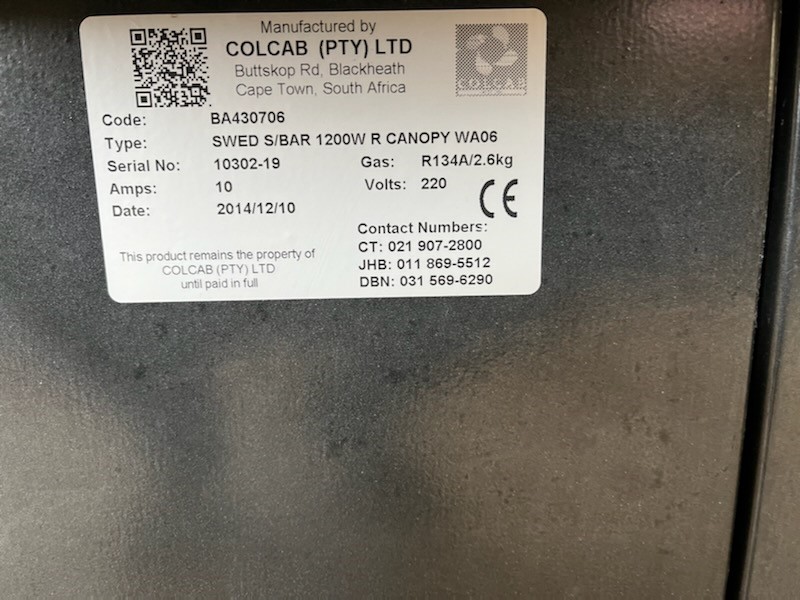 Manufactured by
COLCAB (PTY) LTD
Buttskop Rd, Blackheath
Cape Town, South Africa
COLCAB
Code: BA430706
Type: SWED S/BAR 1200W R CANOPY WA06
Serial No: 10302-19 Gas: R134A/2.6kg
Amps: 10 Volts: 220
Date: 2014/12/10
CE
Contact Numbers:
CT: 021 907-2800
JHB: 011 869-5512
DBN: 031 569-6290
This product remains the property of
COLCAB (PTY) LTD
until paid in full